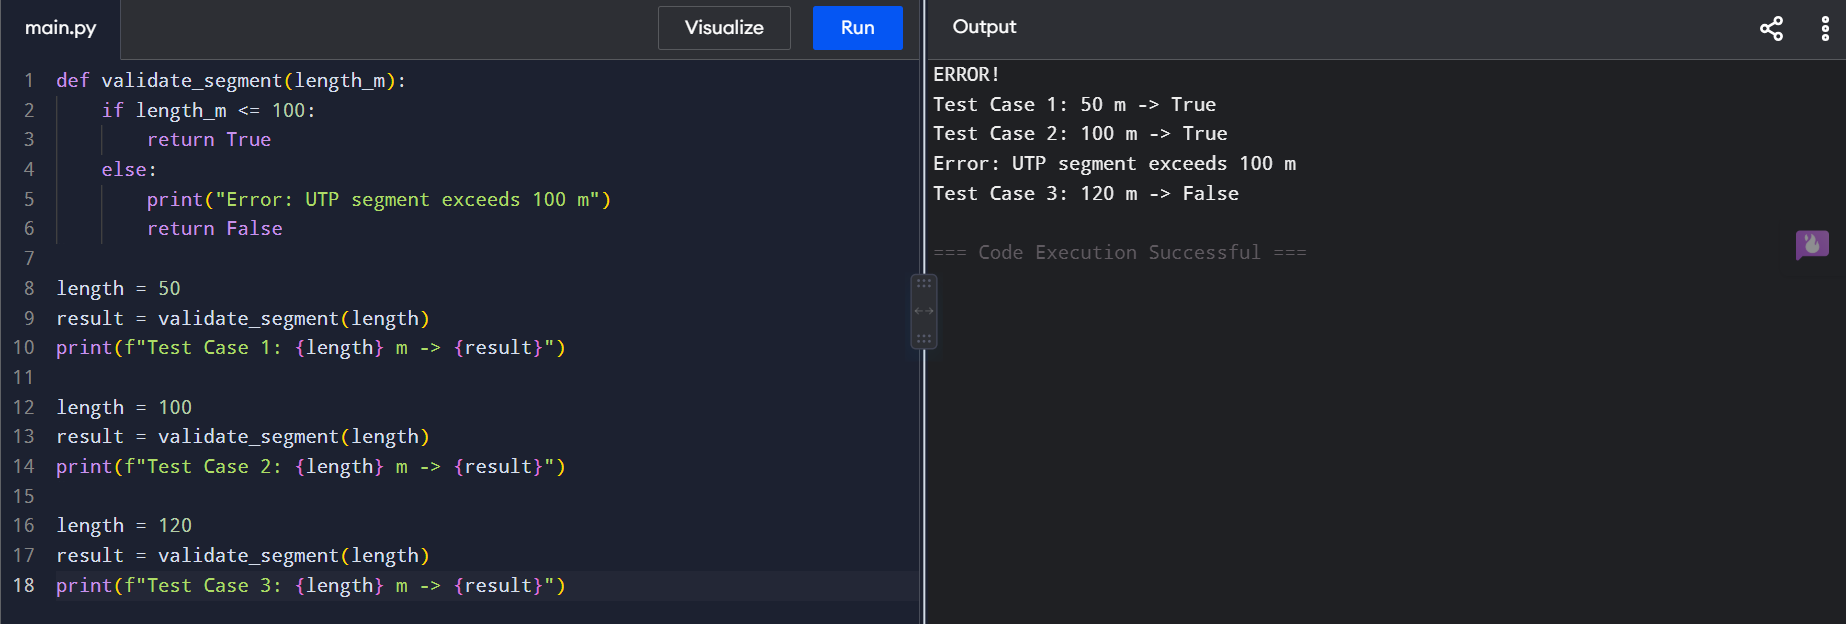 main.py
Visualize
Run
1 def validate_segment(length_m):
2     if length_m <= 100:
3         return True
4     else:
5         print("Error: UTP segment exceeds 100 m")
6         return False
7
8 length = 50
9 result = validate_segment(length)
10 print(f"Test Case 1: {length} m -> {result}")
11
12 length = 100
13 result = validate_segment(length)
14 print(f"Test Case 2: {length} m -> {result}")
15
16 length = 120
17 result = validate_segment(length)
18 print(f"Test Case 3: {length} m -> {result}")
Output
ERROR!
Test Case 1: 50 m -> True
Test Case 2: 100 m -> True
Error: UTP segment exceeds 100 m
Test Case 3: 120 m -> False
=== Code Execution Successful ===